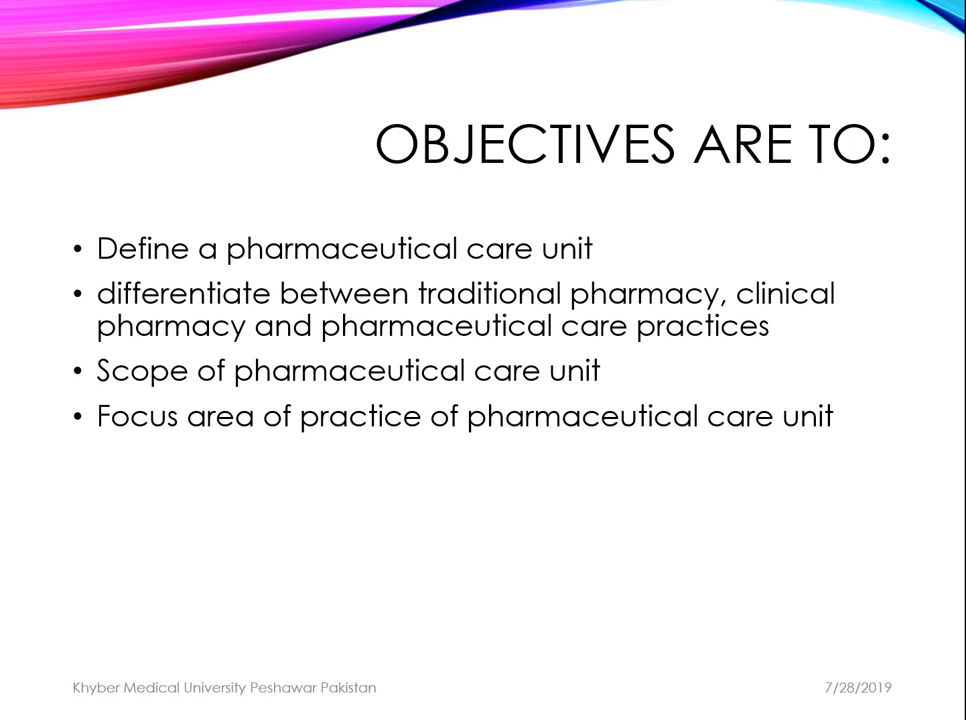 OBJECTIVES ARE TO:
• Define a pharmaceutical care unit
• differentiate between traditional pharmacy, clinical
pharmacy and pharmaceutical care practices
• Scope of pharmaceutical care unit
• Focus area of practice of pharmaceutical care unit
Khyber Medical University Peshawar Pakistan
7/28/2019